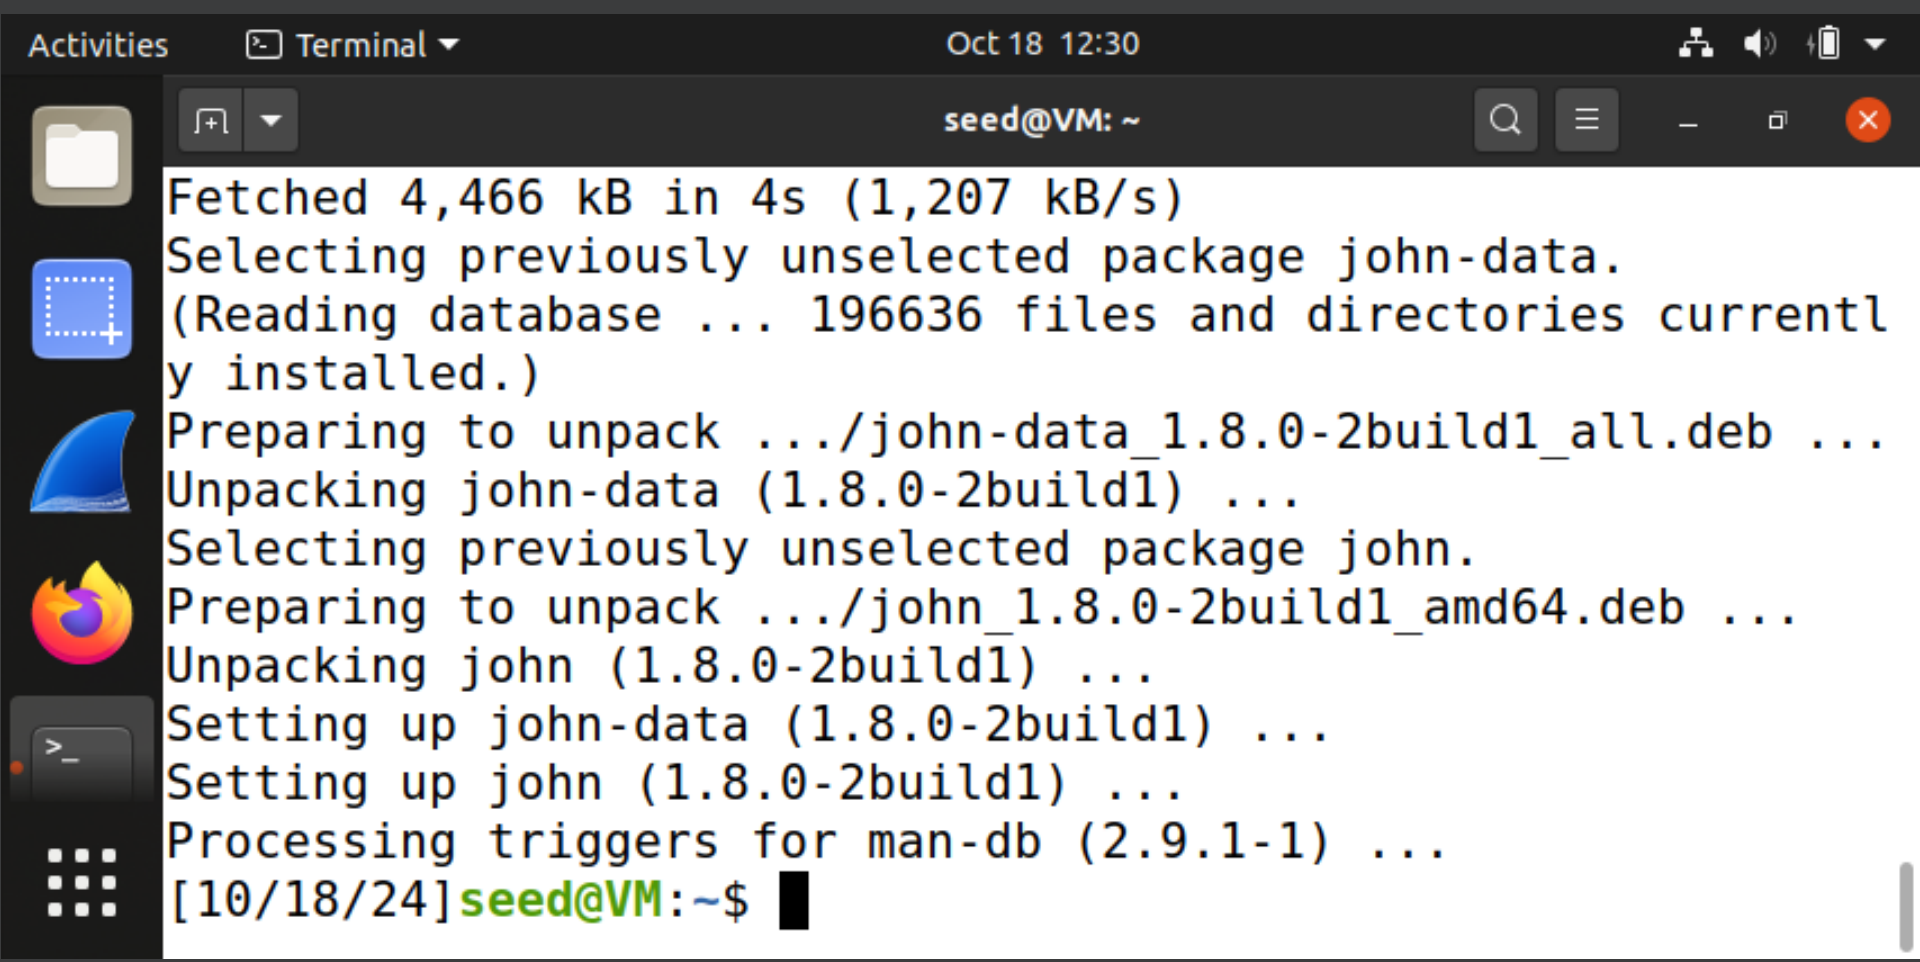 Activities
Terminal
Oct 18 12:30
seed@VM: ~
Fetched 4,466 kB in 4s (1,207 kB/s)
Selecting previously unselected package john-data.
(Reading database ... 196636 files and directories currentl
y installed.)
Preparing to unpack .../john-data_1.8.0-2build1_all.deb ...
Unpacking john-data (1.8.0-2build1) ...
Selecting previously unselected package john.
Preparing to unpack .../john_1.8.0-2build1_amd64.deb ...
Unpacking john (1.8.0-2build1) ...
Setting up john-data (1.8.0-2build1) ...
Setting up john (1.8.0-2build1) ...
Processing triggers for man-db (2.9.1-1) ...
[10/18/24]seed@VM:~$